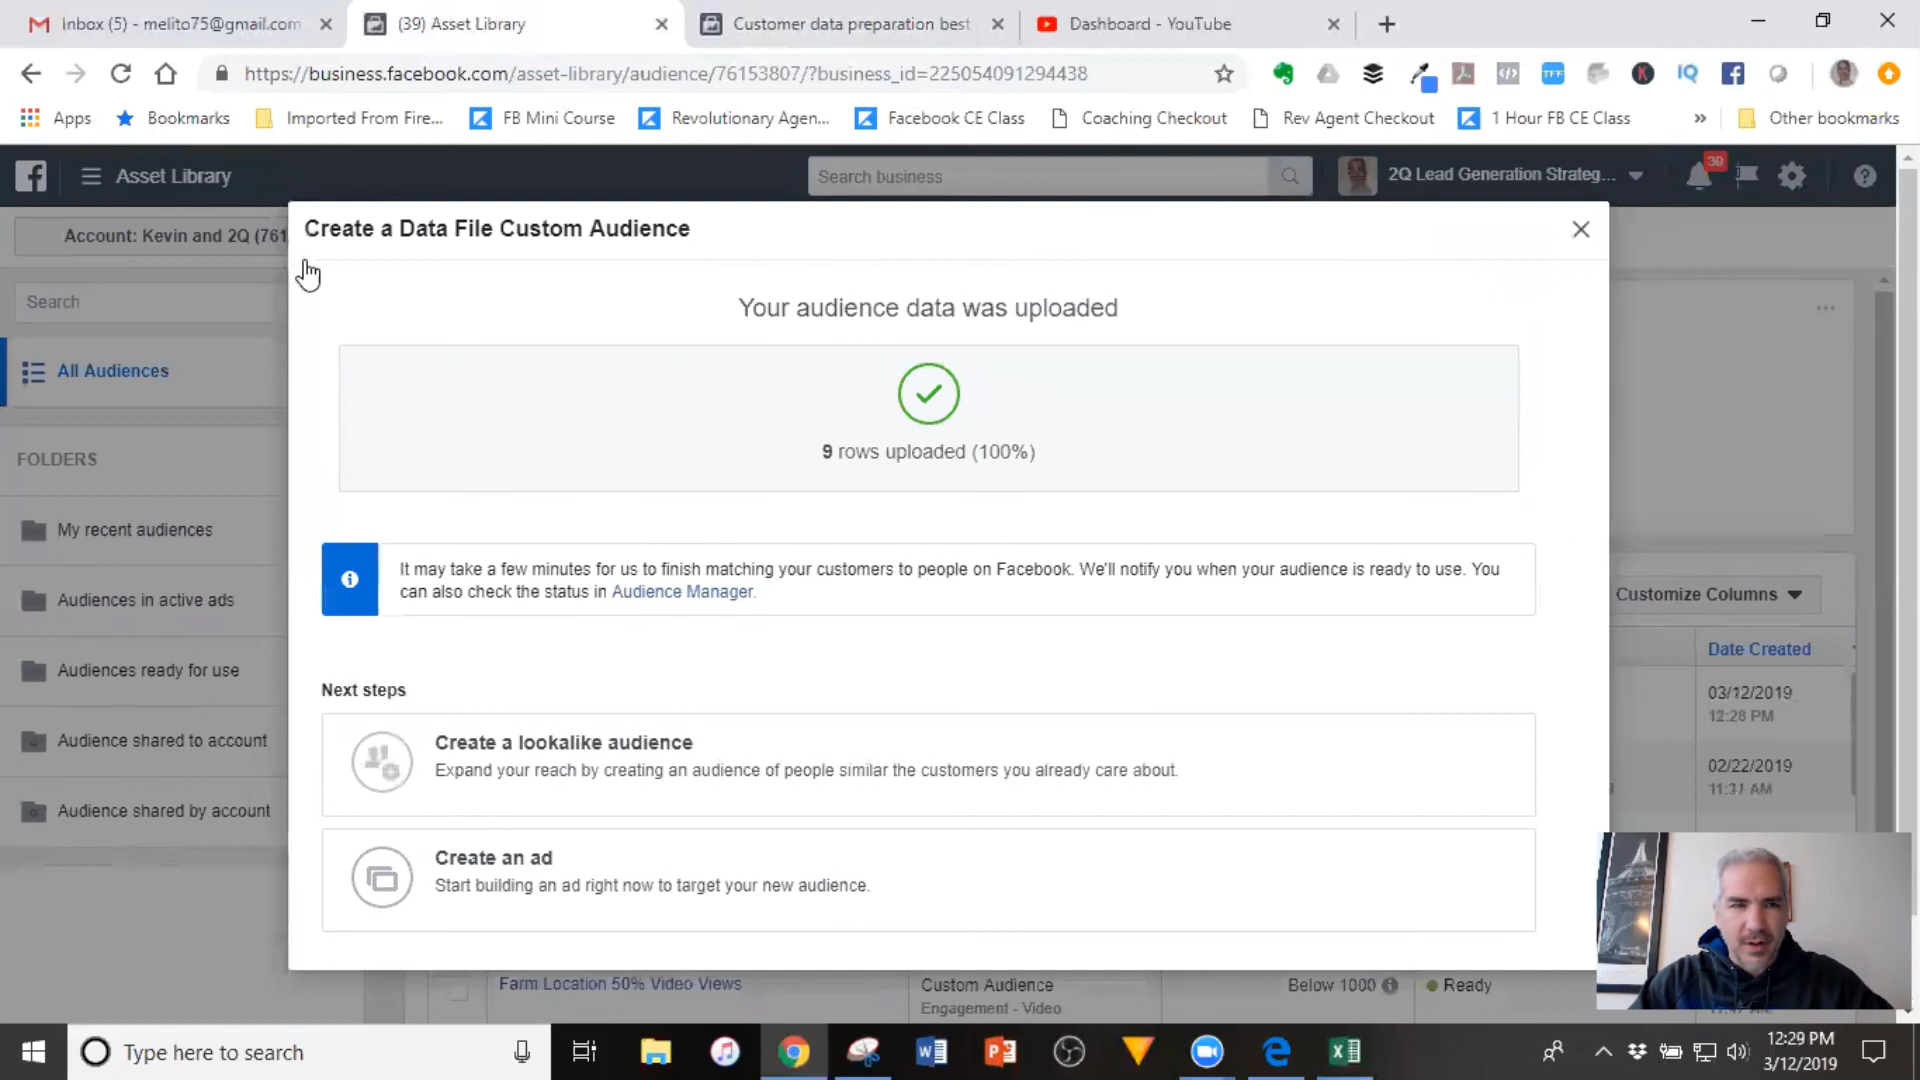 Inbox (5) - melito75@gmail.com
(39) Asset Library
Customer data preparation best
Dashboard - YouTube
https://business.facebook.com/asset-library/audience/76153807/?business_id=225054091294438
Apps
Bookmarks
Imported From Fire...
FB Mini Course
Revolutionary Agen...
Facebook CE Class
Coaching Checkout
Rev Agent Checkout
1 Hour FB CE Class
Other bookmarks
Asset Library
Search business
2Q Lead Generation Strateg...
30
Account: Kevin and 2Q (761
Create a Data File Custom Audience
Search
Your audience data was uploaded
All Audiences
9 rows uploaded (100%)
FOLDERS
My recent audiences
It may take a few minutes for us to finish matching your customers to people on Facebook. We'll notify you when your audience is ready to use. You
can also check the status in Audience Manager.
Customize Columns
Audiences in active ads
Date Created
Audiences ready for use
Next steps
03/12/2019
12:28 PM
Audience shared to account
Create a lookalike audience
Expand your reach by creating an audience of people similar the customers you already care about.
02/22/2019
11:31 AM
Audience shared by account
Create an ad
Start building an ad right now to target your new audience.
Farm Location 50% Video Views
Custom Audience
Engagement - Video
Below 1000
Ready
Type here to search
12:29 PM
3/12/2019